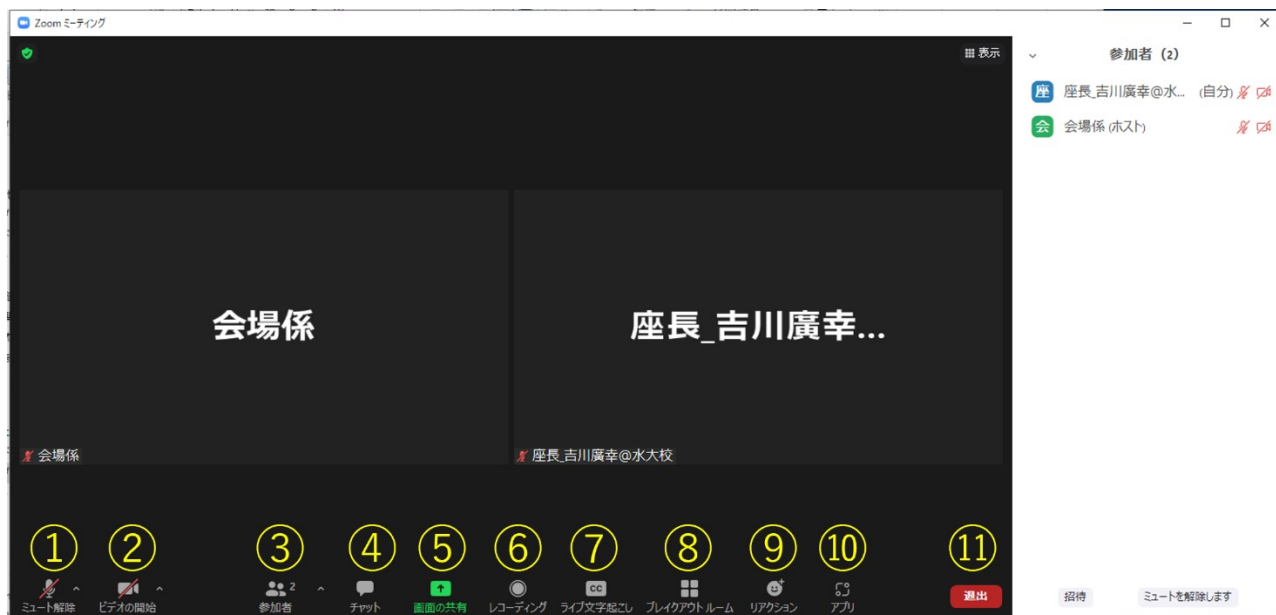 Zoom ミーティング
表示
会場係
座長_吉川廣幸...
会場係
座長_吉川廣幸@水大校
① ② ③ ④ ⑤ ⑥ ⑦ ⑧ ⑨ ⑩ ⑪
2
CC
ミュート解除 ビデオの開始 参加者 チャット 画面の共有 レコーディング ライブ文字起こし ブレイクアウト ルーム リアクション アプリ 退出
参加者 (2)
座 座長_吉川廣幸@水... (自分)
会 会場係 (ホスト)
招待 ミュートを解除します